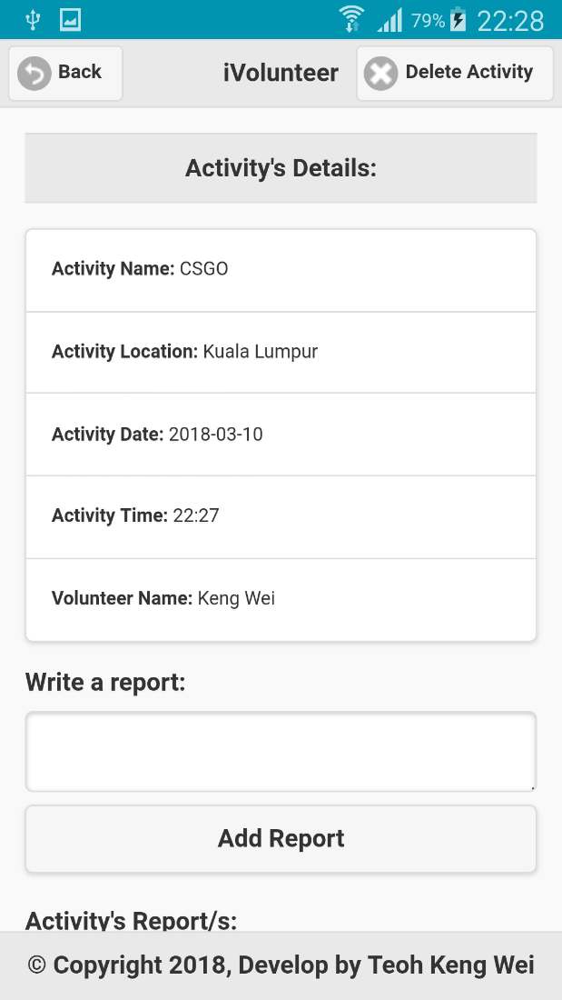 79% 22:28
Back iVolunteer Delete Activity
Activity's Details:
Activity Name: CSGO
Activity Location: Kuala Lumpur
Activity Date: 2018-03-10
Activity Time: 22:27
Volunteer Name: Keng Wei
Write a report:
Add Report
Activity's Report/s:
© Copyright 2018, Develop by Teoh Keng Wei